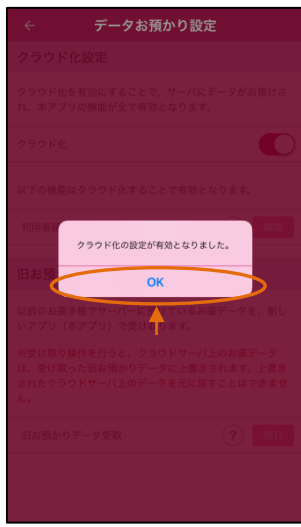 ← データお預かり設定
クラウド化設定
クラウド化を有効にすることで、サーバにデータがお預けさ
れ、本アプリの機能が全て有効となります。
クラウド化
以下の機能はクラウド化することで有効となります。
利用者
クラウド化の設定が有効となりました。
OK
旧お預
以前のお薬手帳でサーバーに
ているお薬データを、新し
いアプリ（本アプリ）で受け
ます。
※受け取り操作を行うと、クラウドサーバ上のお薬データ
は、受け取った旧お預かりデータに上書きされます。上書き
されたクラウドサーバ上のデータを元に戻すことはできませ
ん。
旧お預かりデータ受取
?